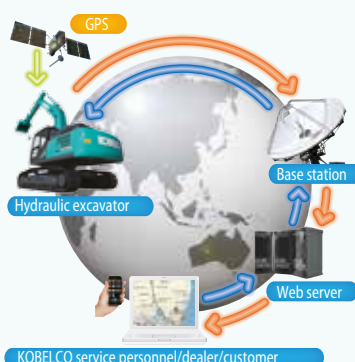 GPS
Base station
Hydraulic excavator
Web server
KOBELCO service personnel/dealer/customer